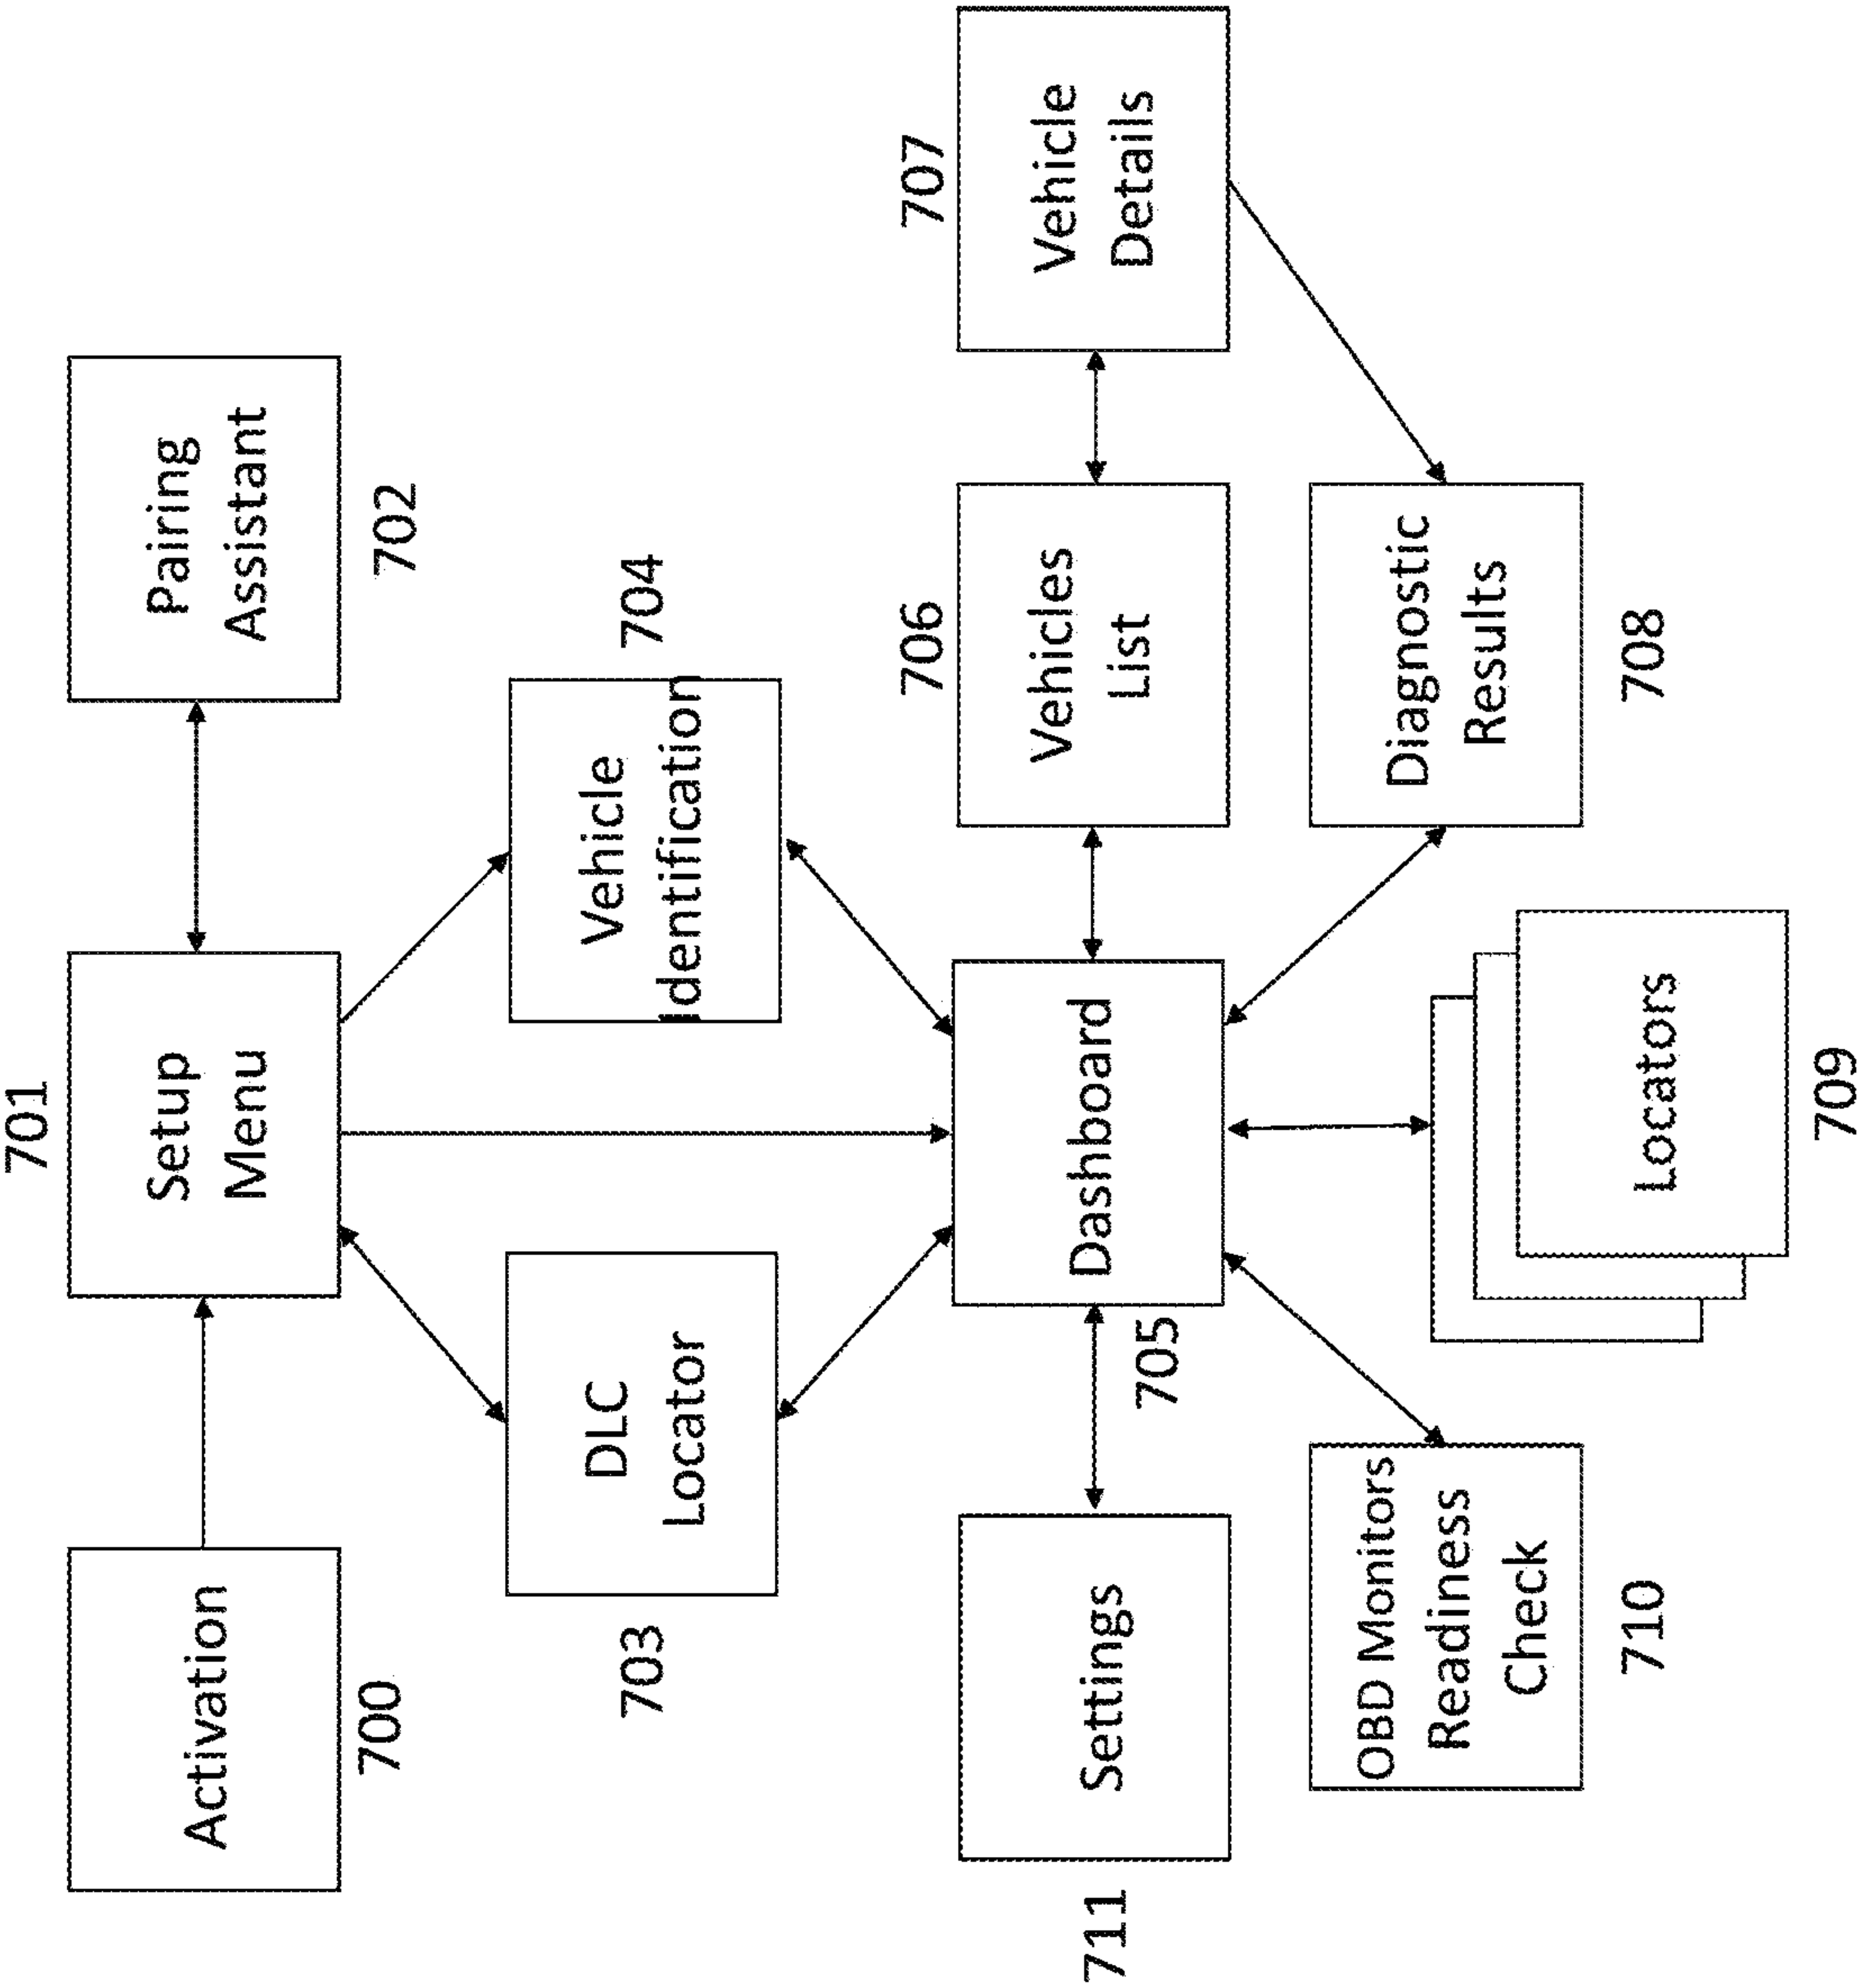 701
Activation
Setup
Menu
Pairing
Assistant
700
702
704
DLC
Locator
Vehicle
Identification
703
706
707
Settings
Dashboard
Vehicles
List
Vehicle
Details
711
705
OBD Monitors
Readiness
Check
Diagnostic
Results
710
708
Locators
709